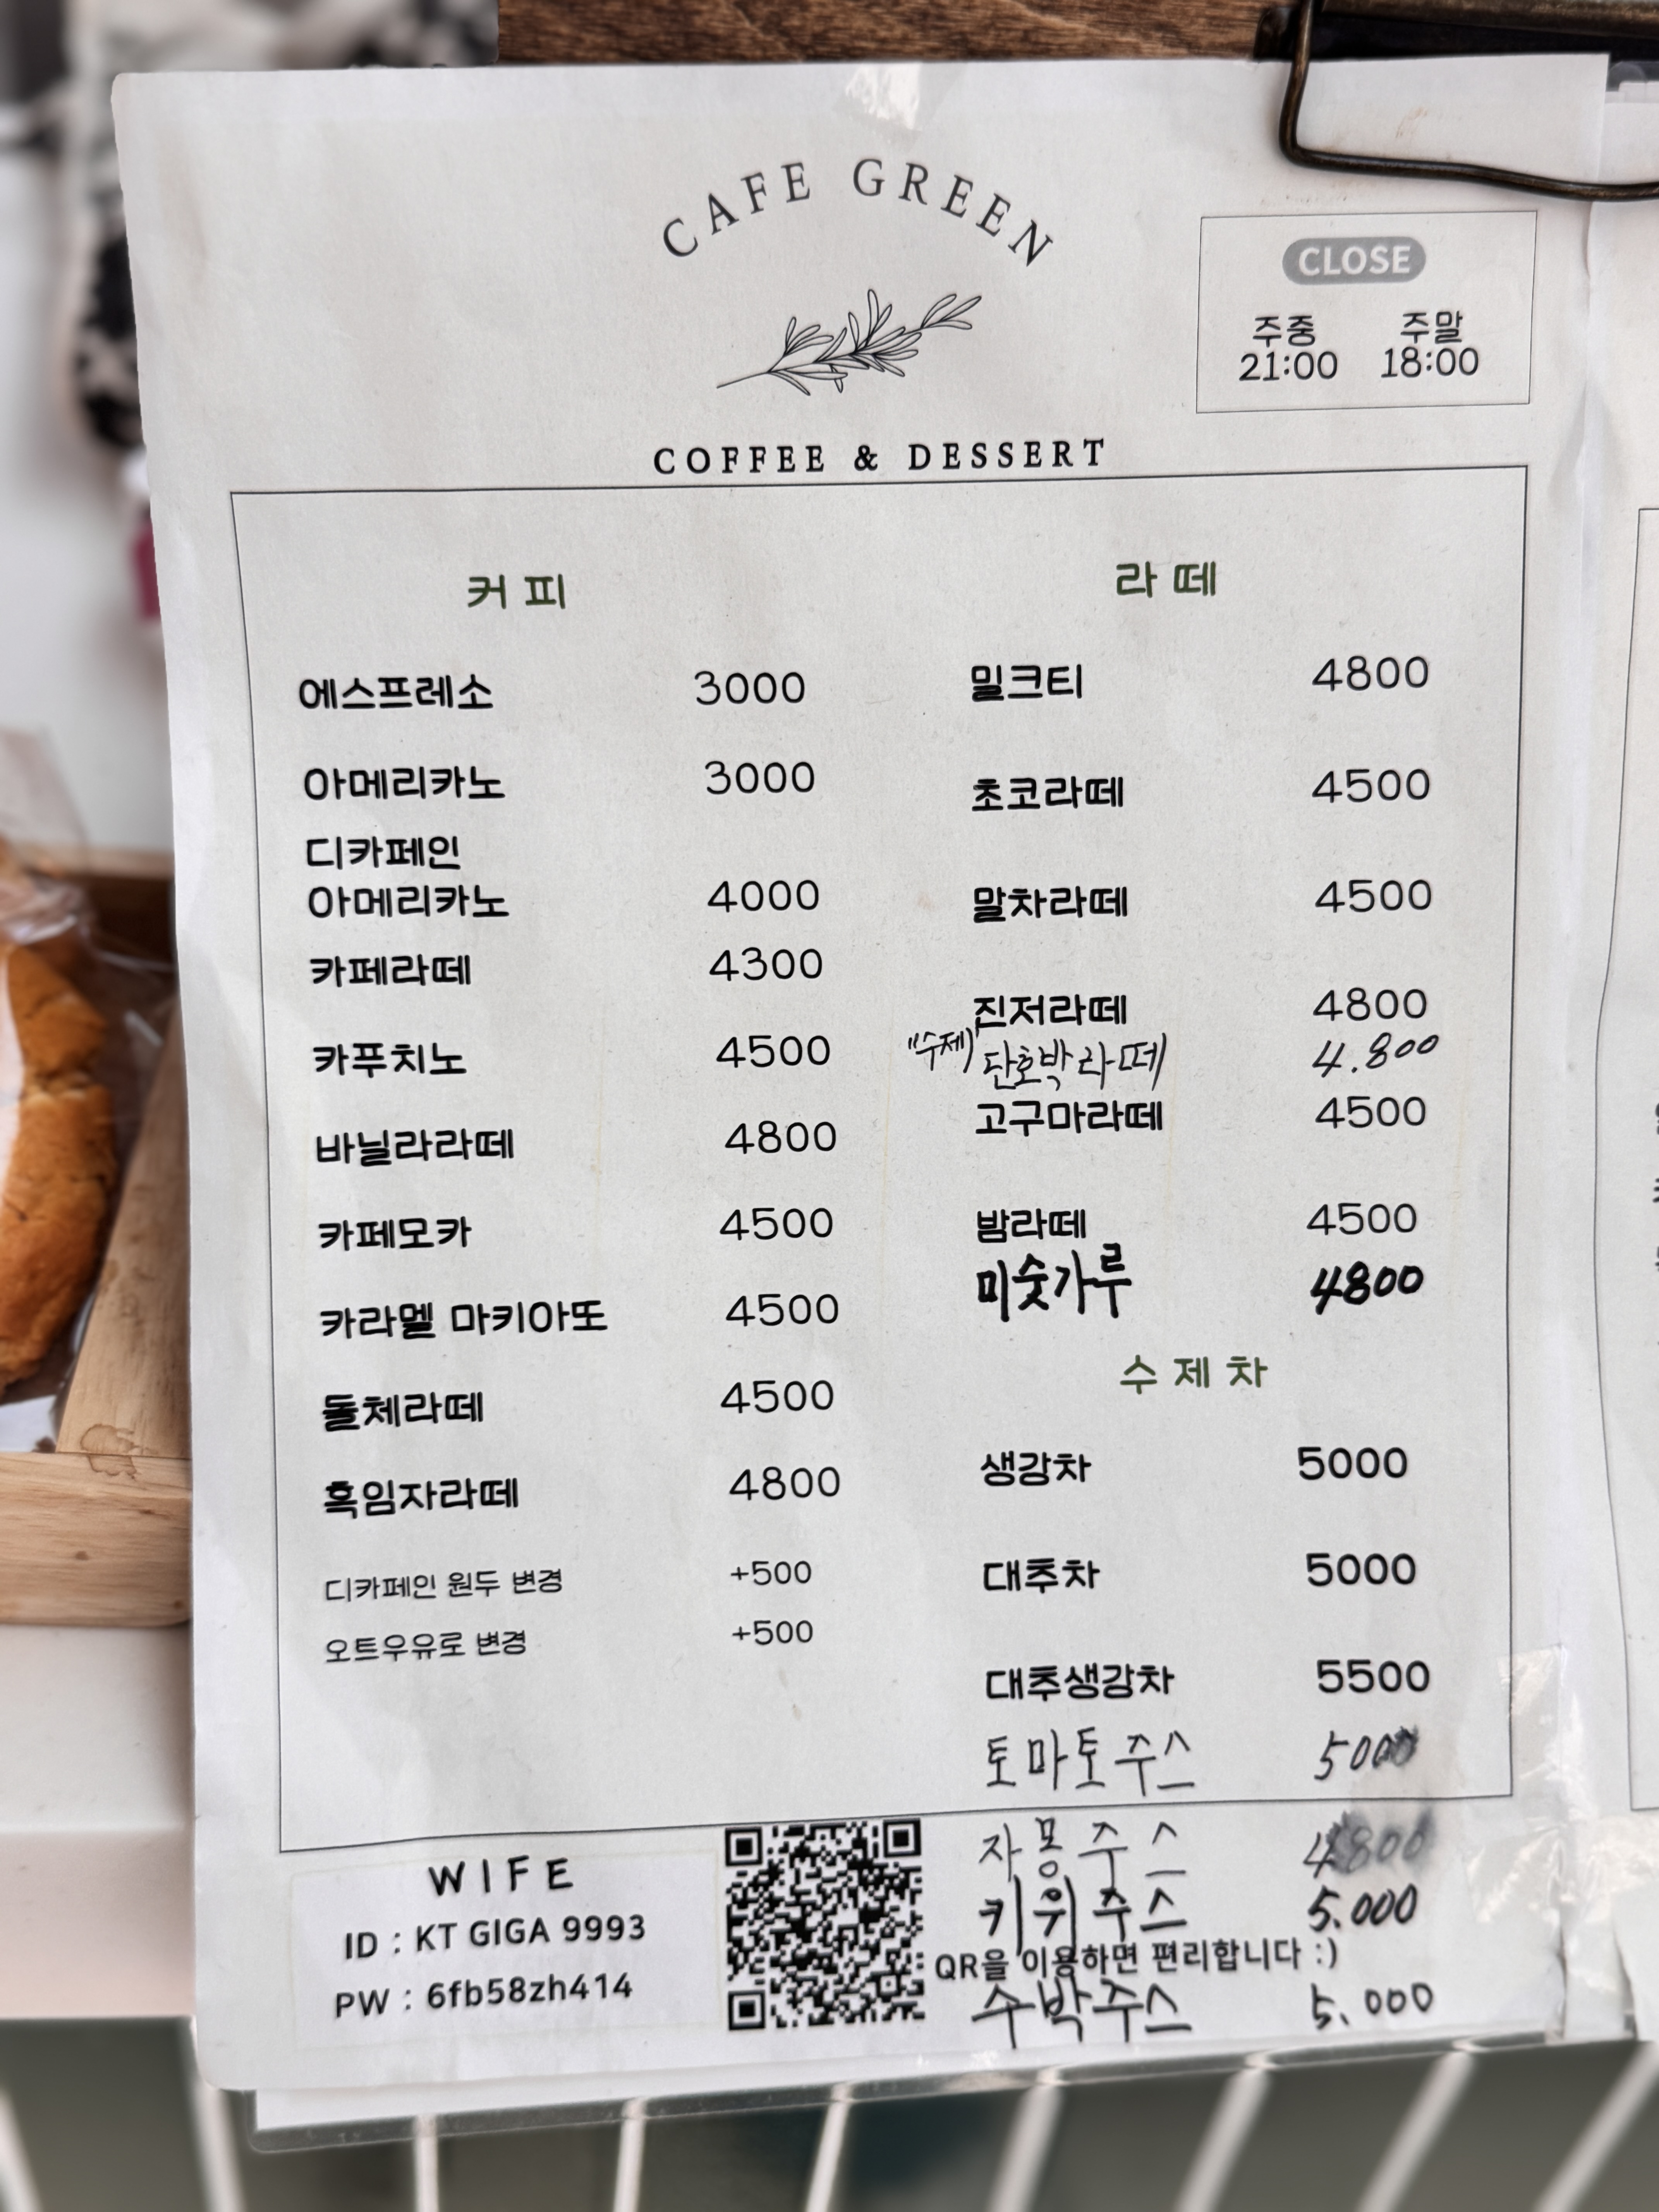 CAFE GREEN
CLOSE
주중 주말
21:00 18:00
COFFEE & DESSERT
커피
에스프레소 3000
아메리카노 3000
디카페인
아메리카노 4000
카페라떼 4300
카푸치노 4500
바닐라라떼 4800
카페모카 4500
카라멜 마키아또 4500
돌체라떼 4500
흑임자라떼 4800
디카페인 원두 변경 +500
오트우유로 변경 +500
라떼
밀크티 4800
초코라떼 4500
말차라떼 4500
진저라떼 4800
"수제" 단호박라떼 4.800
고구마라떼 4500
밤라떼 4500
미숫가루 4800
수제차
생강차 5000
대추차 5000
대추생강차 5500
토마토주스 5000
자몽주스 4800
키위주스 5.000
QR을 이용하면 편리합니다 :)
수박주스 5.000
WIFE
ID : KT GIGA 9993
PW : 6fb58zh414